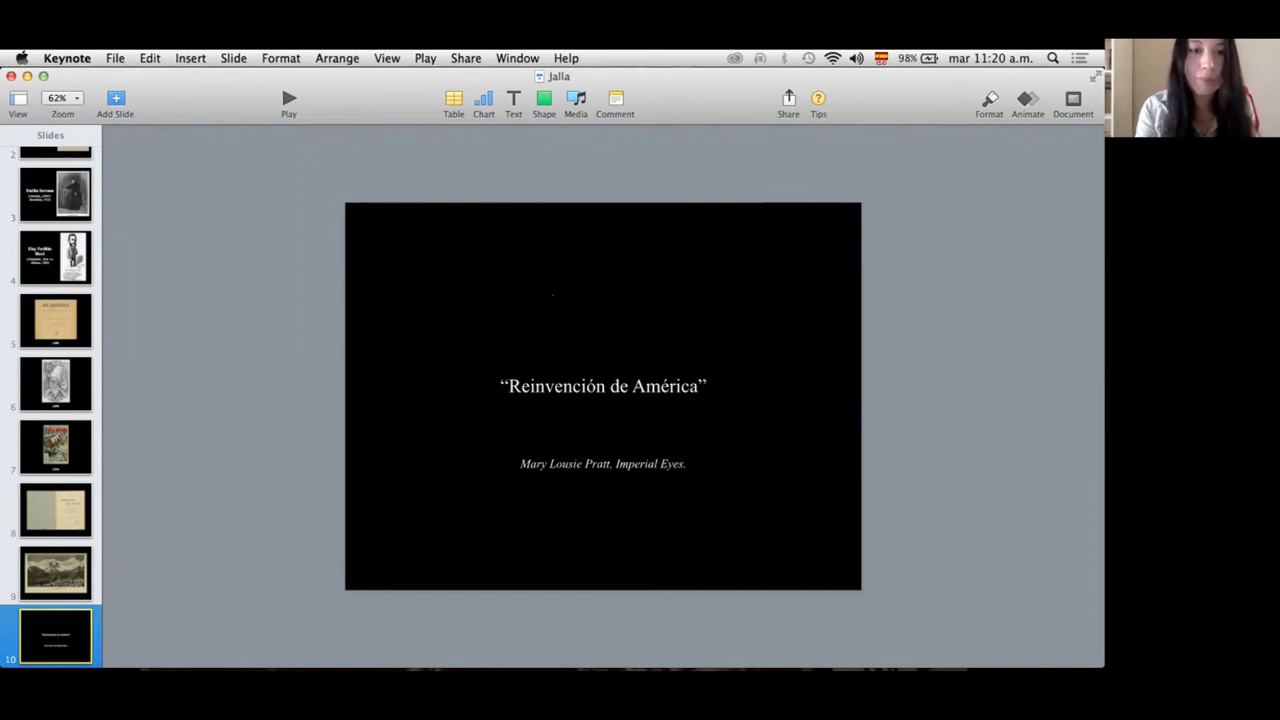 Keynote File Edit Insert Slide Format Arrange View Play Share Window Help
98% mar 11:20 a.m.
Jalla
62%
View Zoom Add Slide Play Table Chart Text Shape Media Comment Share Tips Format Animate Document
Slides
2
3
4
5
6
7
8
9
10
“Reinvención de América”
Mary Lousie Pratt, Imperial Eyes.